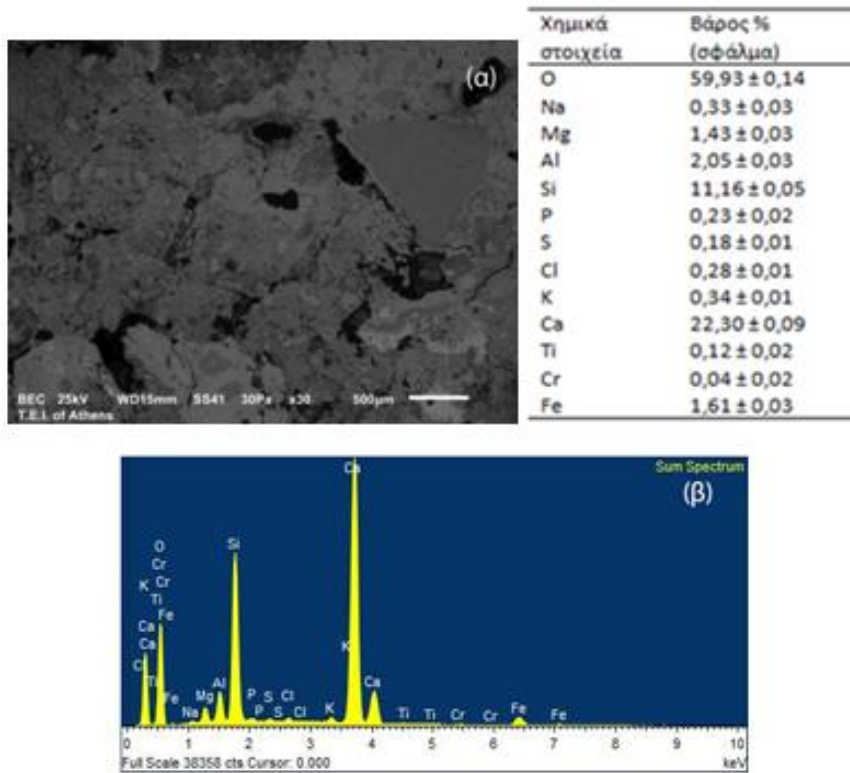 (α)
BEC 25kV WD15mm SS41 30Pa x30 500μm
T.E.I. of Athens
Χημικά στοιχεία Βάρος % (σφάλμα)
O 59,93 ± 0,14
Na 0,33 ± 0,03
Mg 1,43 ± 0,03
Al 2,05 ± 0,03
Si 11,16 ± 0,05
P 0,23 ± 0,02
S 0,18 ± 0,01
Cl 0,28 ± 0,01
K 0,34 ± 0,01
Ca 22,30 ± 0,09
Ti 0,12 ± 0,02
Cr 0,04 ± 0,02
Fe 1,61 ± 0,03
Sum Spectrum
(β)
Ca
Si
O
Cr
K Cr
Ti Fe
Ca
Ca
C
Ti Fe Na Mg Al P P S S Cl Cl K K Ca Ti Ti Cr Cr Fe Fe
0 1 2 3 4 5 6 7 8 9 10
Full Scale 38358 cts Cursor: 0.000 keV